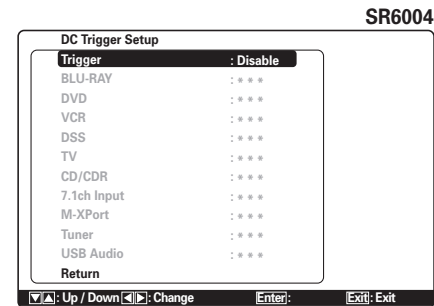 SR6004
DC Trigger Setup
Trigger : Disable
BLU-RAY : * * *
DVD : * * *
VCR : * * *
DSS : * * *
TV : * * *
CD/CDR : * * *
7.1ch Input : * * *
M-XPort : * * *
Tuner : * * *
USB Audio : * * *
Return
▼▲: Up / Down ◀▶: Change Enter: Exit: Exit